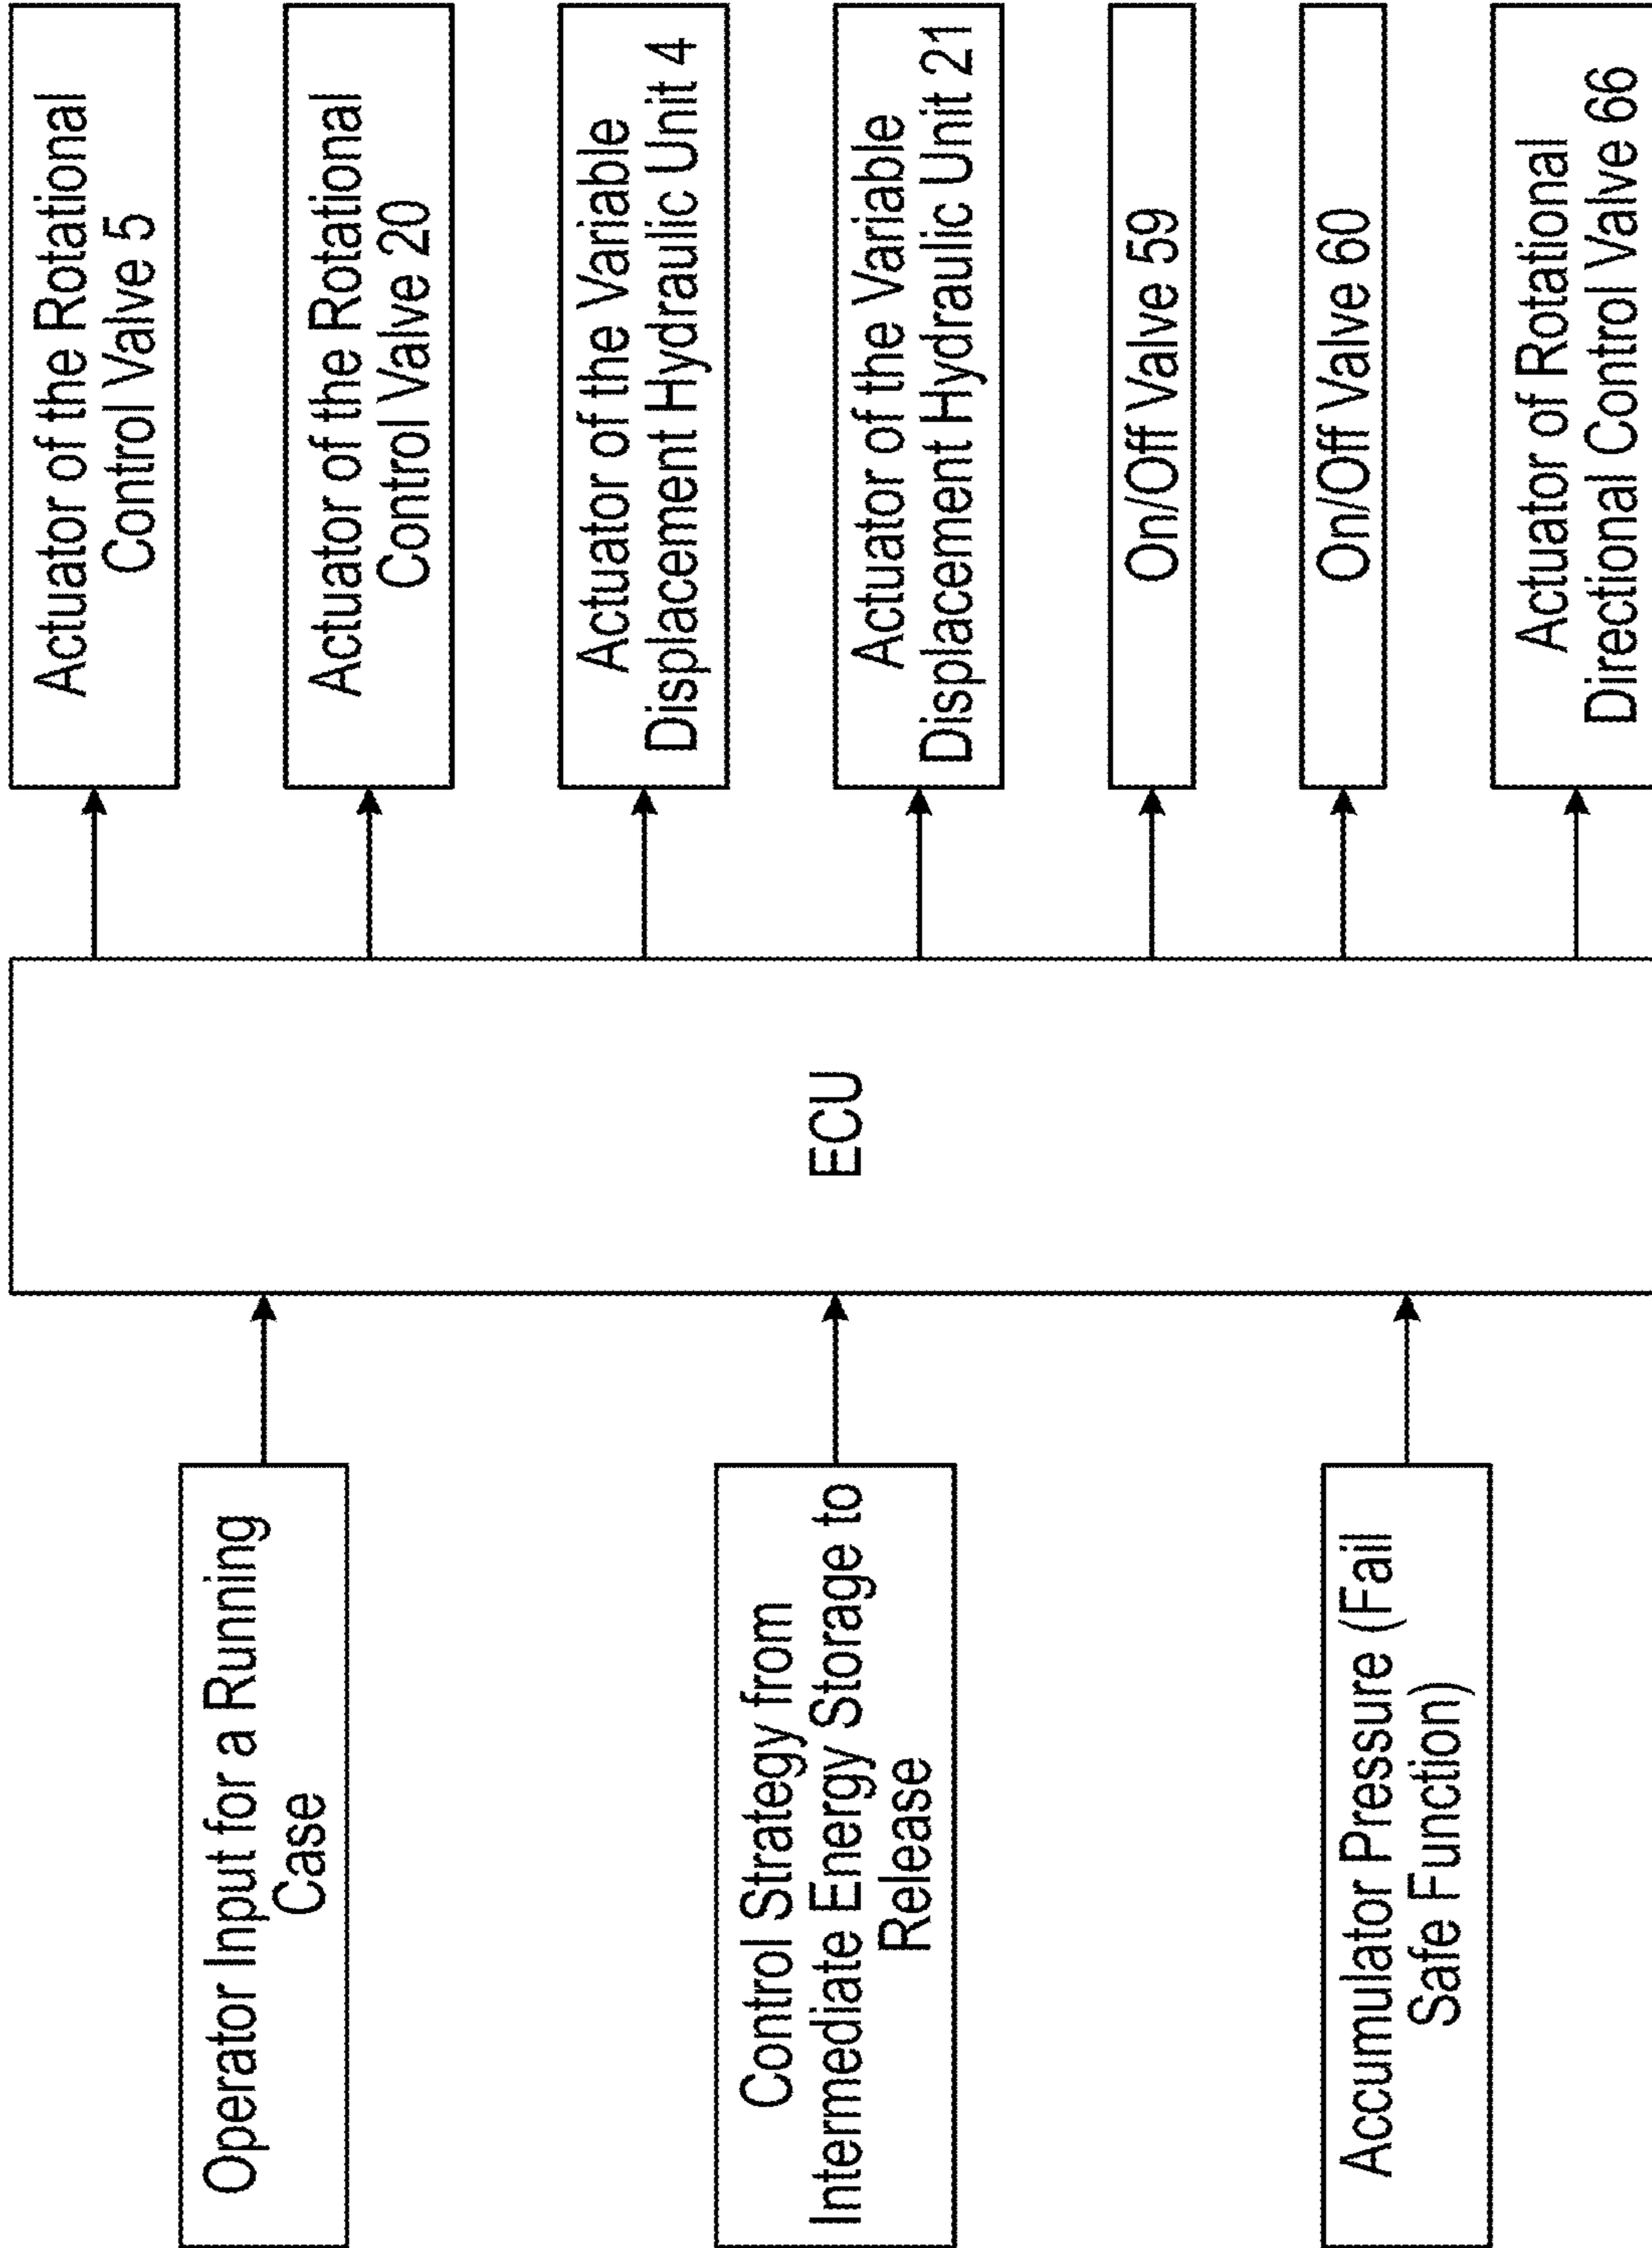 Operator Input for a Running
Case
Control Strategy from
Intermediate Energy Storage to
Release
Accumulator Pressure (Fail
Safe Function)
ECU
Actuator of the Rotational
Control Valve 5
Actuator of the Rotational
Control Valve 20
Actuator of the Variable
Displacement Hydraulic Unit 4
Actuator of the Variable
Displacement Hydraulic Unit 21
On/Off Valve 59
On/Off Valve 60
Actuator of Rotational
Directional Control Valve 66